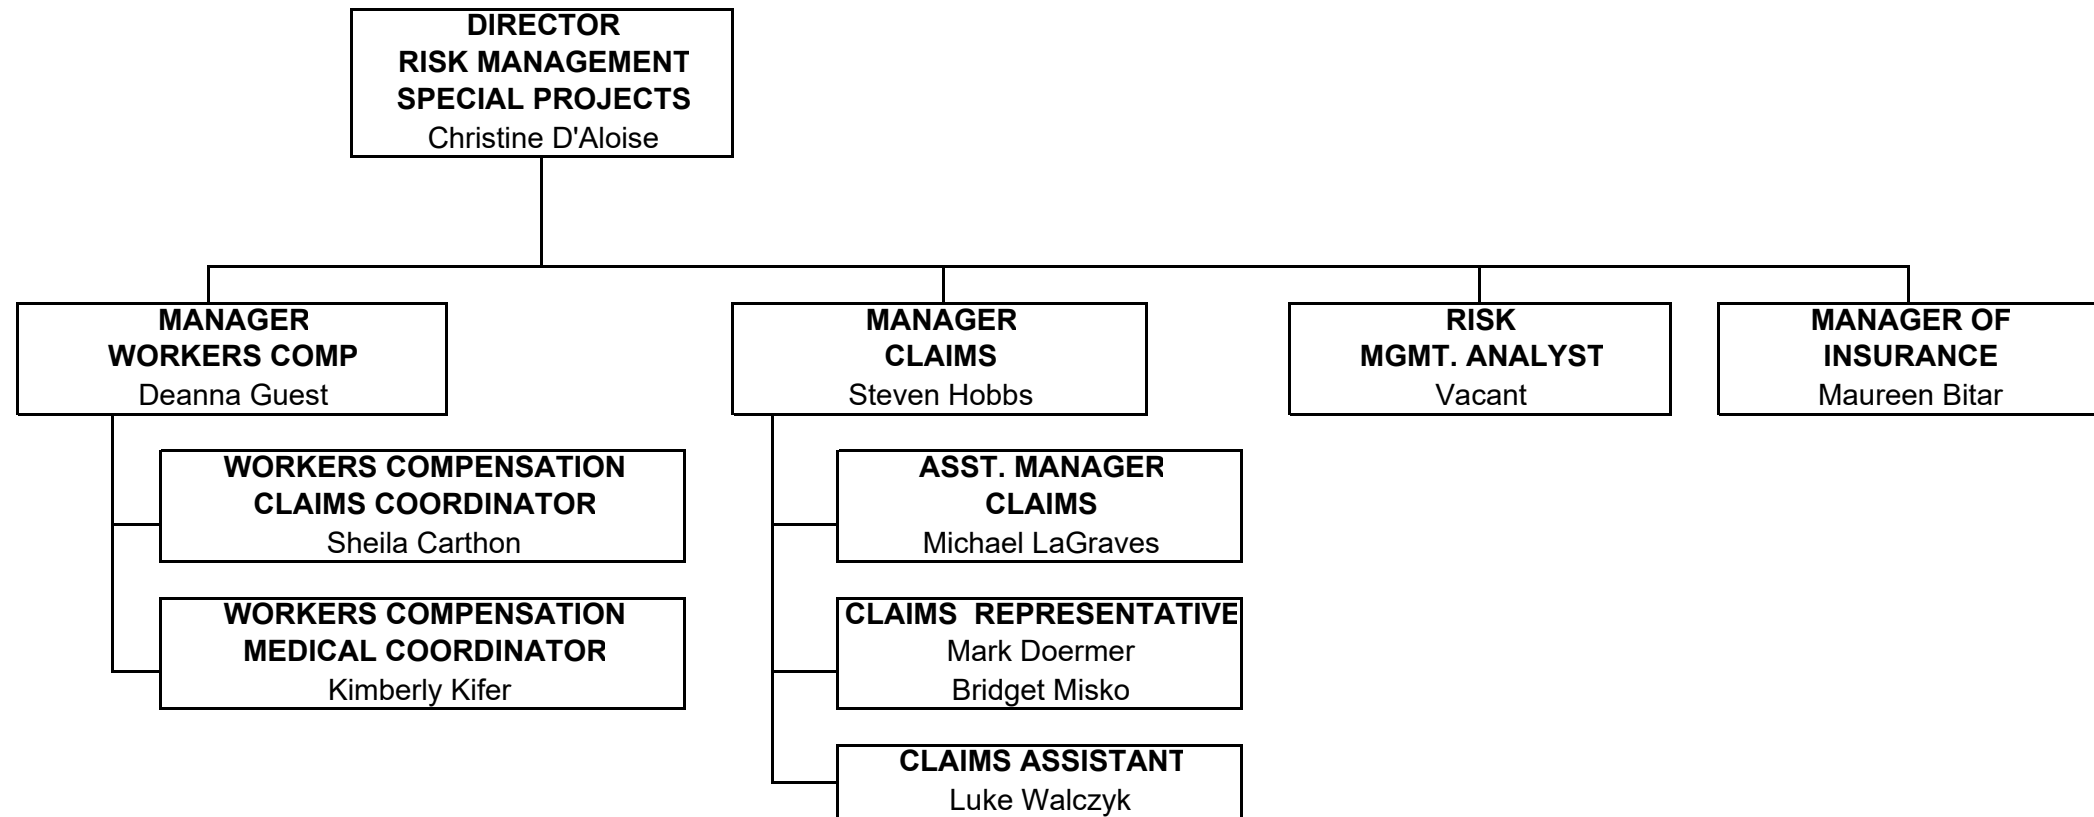 DIRECTOR
RISK MANAGEMENT
SPECIAL PROJECTS
Christine D'Aloise
MANAGER
WORKERS COMP
Deanna Guest
MANAGER
CLAIMS
Steven Hobbs
RISK
MGMT. ANALYST
Vacant
MANAGER OF
INSURANCE
Maureen Bitar
WORKERS COMPENSATION
CLAIMS COORDINATOR
Sheila Carthon
ASST. MANAGER
CLAIMS
Michael LaGraves
WORKERS COMPENSATION
MEDICAL COORDINATOR
Kimberly Kifer
CLAIMS  REPRESENTATIVE
Mark Doermer
Bridget Misko
CLAIMS ASSISTANT
Luke Walczyk